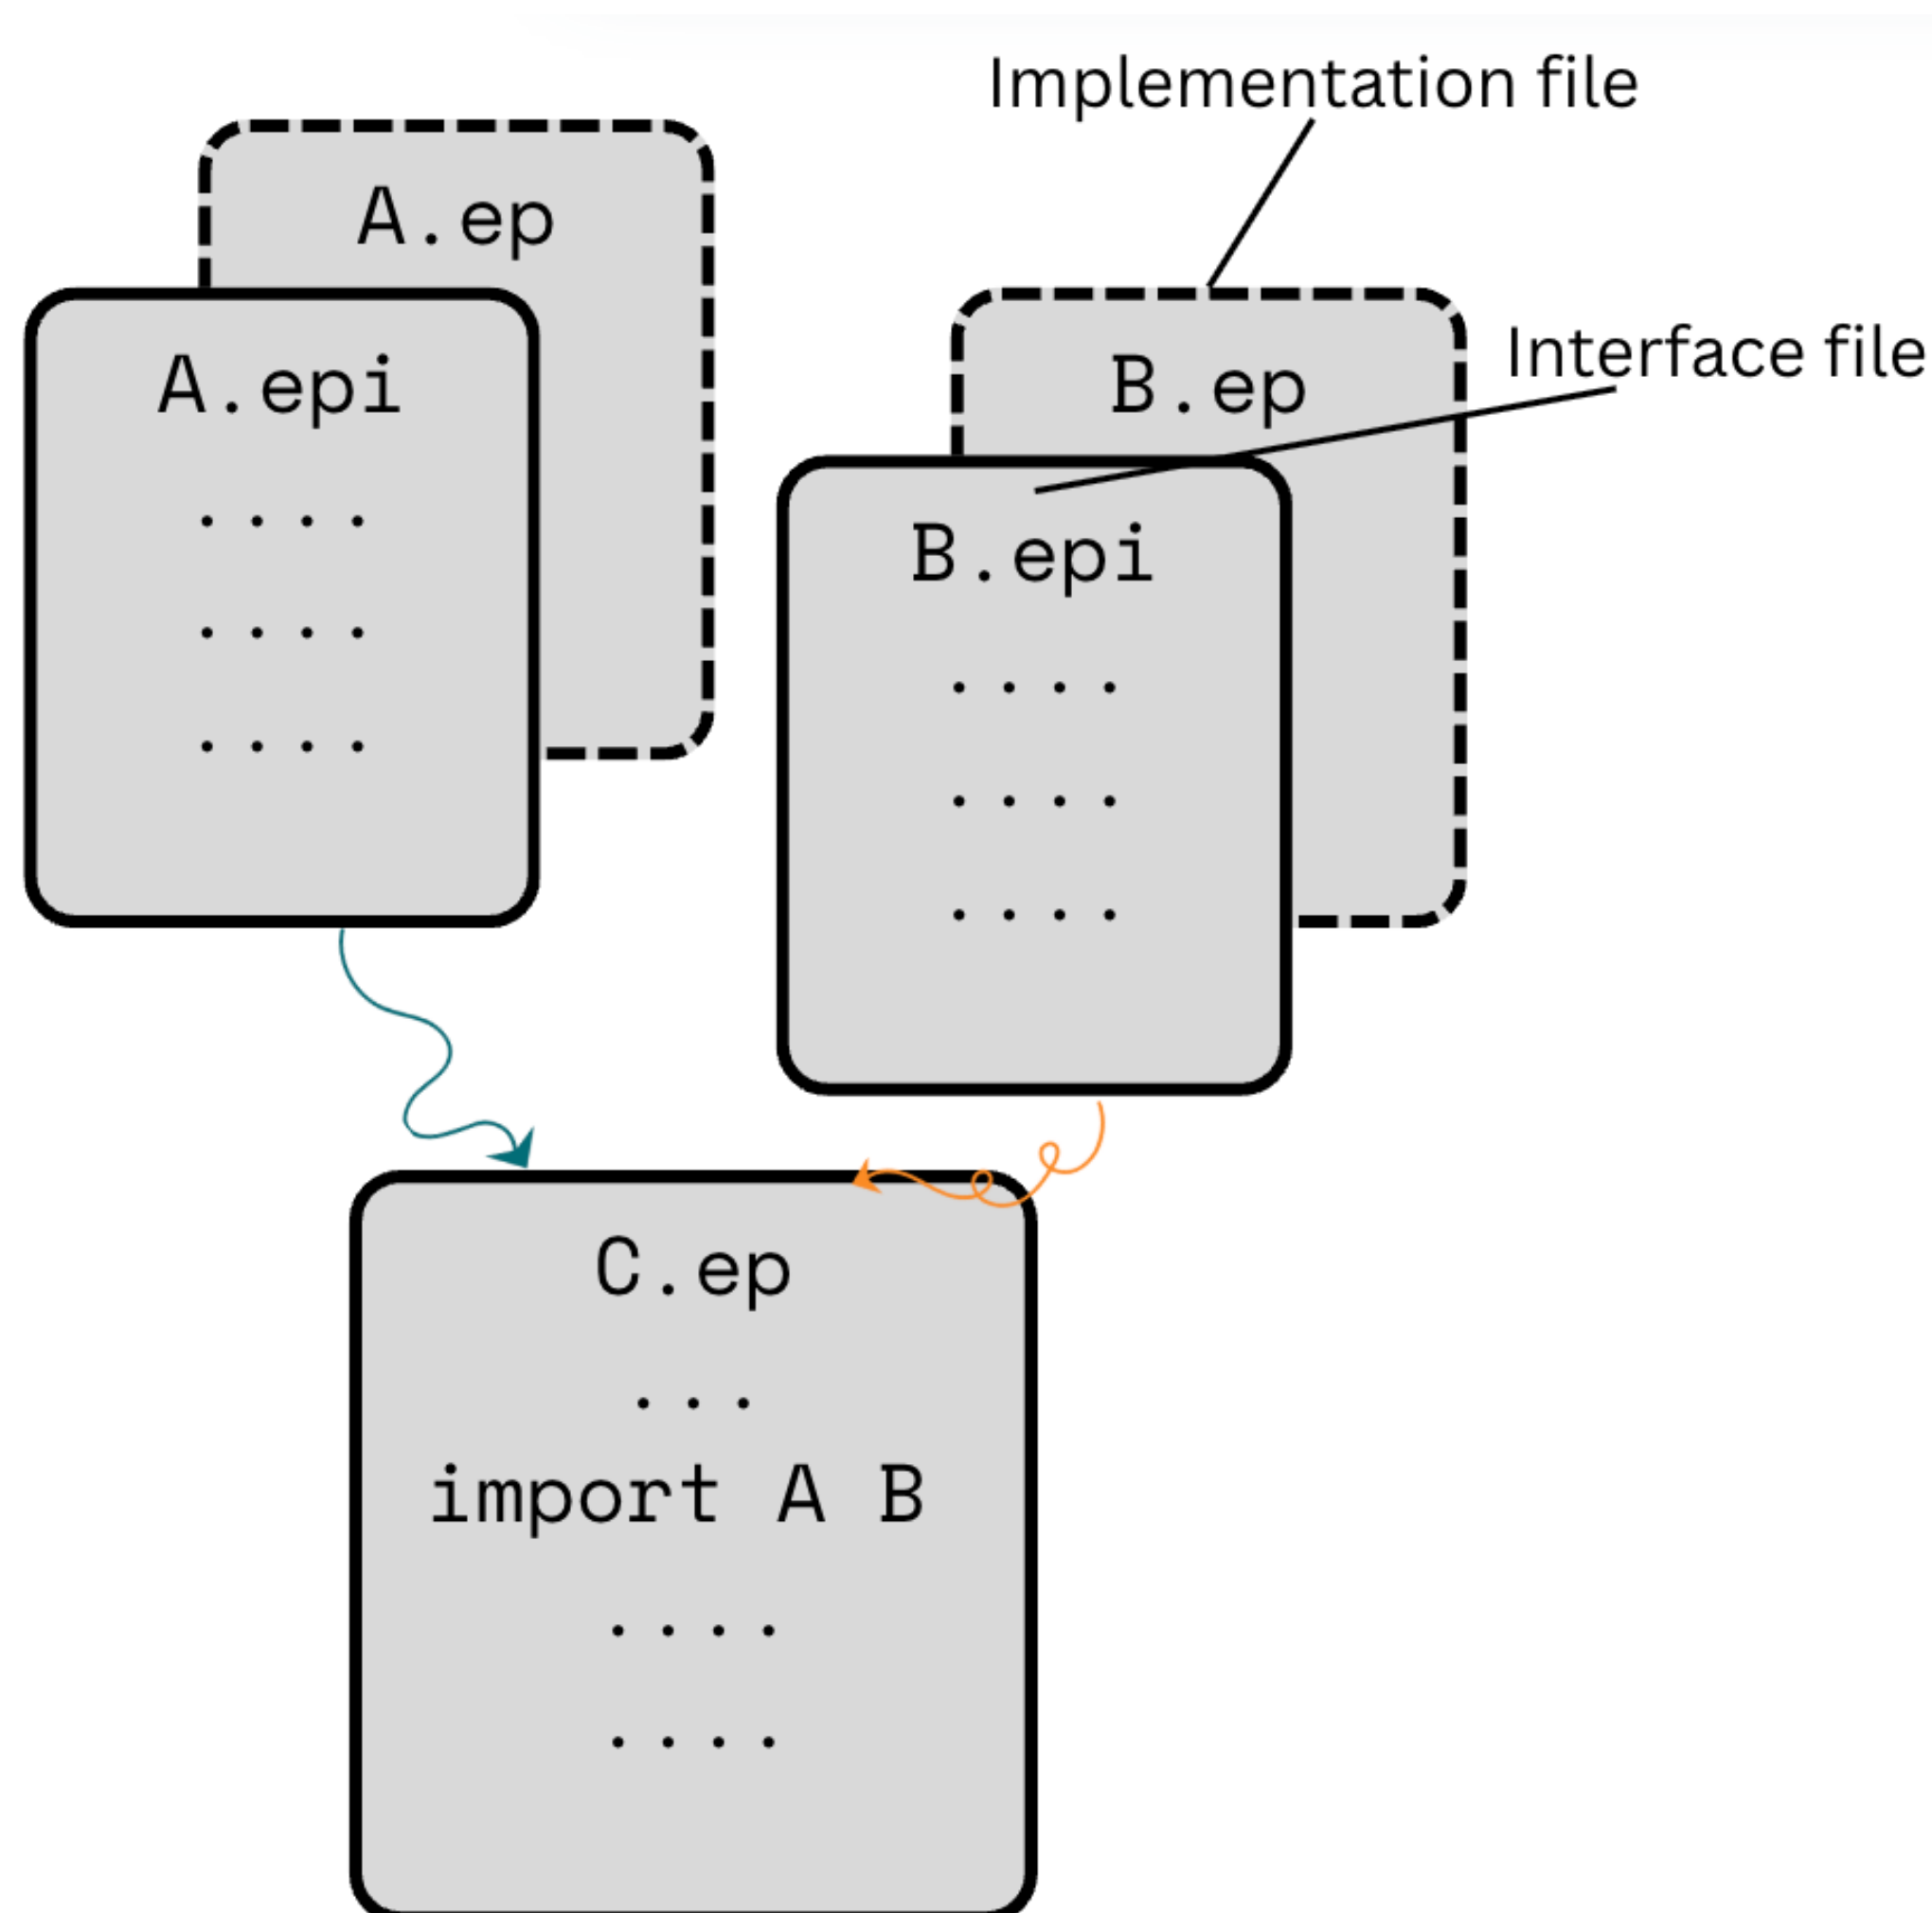 Implementation file
A.ep
Interface file
A.epi
B.ep
B.epi
. . . .
. . . .
. . . .
. . . .
. . . .
. . . .
C.ep
. . .
import A B
. . . .
. . . .